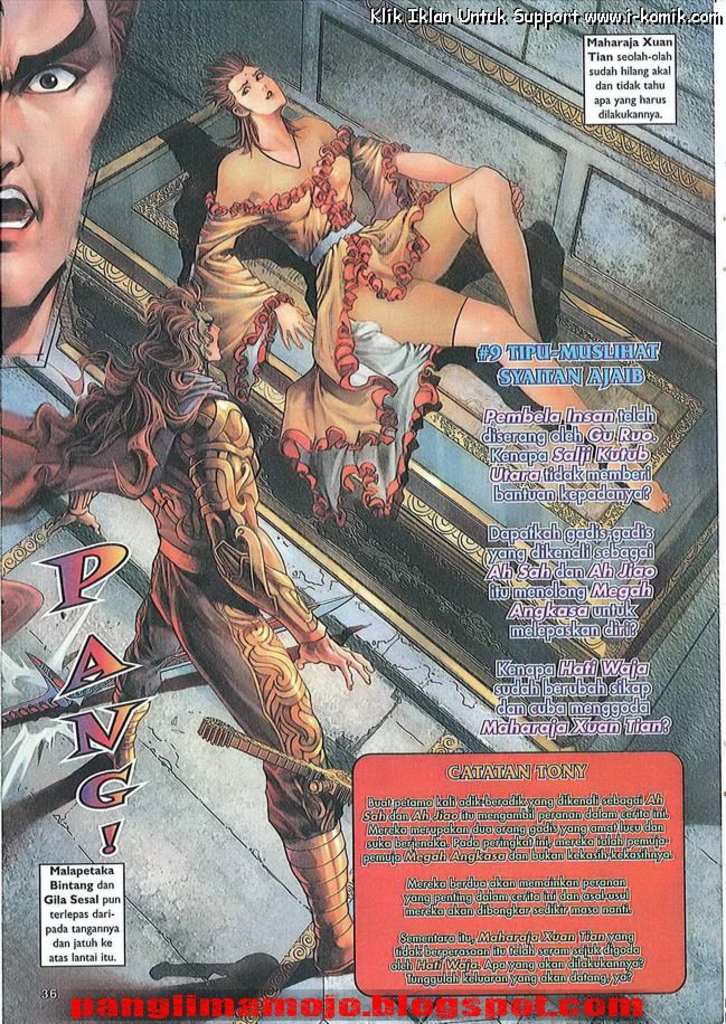 Klik Iklan Untuk Support www.i-komik.com
Maharaja Xuan
Tian seolah-olah
sudah hilang akal
dan tidak tahu
apa yang harus
dilakukannya.
#9 TIPU-MUSLIHAT
SYAITAN AJAIB
Pembela Insan telah
diserang oleh Gu Ruo.
Kenapa Salji Kutub
Utara tidak memberi
bantuan kepadanya?
Dapatkah gadis-gadis
yang dikenali sebagai
Ah Sah dan Ah Jiao
itu menolong Megah
Angkasa untuk
melepaskan diri?
Kenapa Hati Waja
sudah berubah sikap
dan cuba menggoda
Maharaja Xuan Tian?
PANG!
CATATAN TONY
Buat petama kali adik-beradik yang dikenali sebagai Ah
Sah dan Ah Jiao itu mengambil peranan dalam cerita ini.
Mereka merupakan dua orang gadis yang amat lucu dan
suka berjenaka. Pada peringkat ini, mereka ialah pemuja-
pemuja Megah Angkasa dan bukan kekasih-kekasihnya.
Mereka berdua akan memainkan peranan
yang penting dalam cerita ini dan asal-usul
mereka akan dibongkar sedikit masa nanti.
Sementara itu, Maharaja Xuan Tian yang
tidak berperasaan itu telah seram sejuk digoda
oleh Hati Waja. Apa yang akan dilakukannya?
Tunggulah keluaran yang akan datang, ya?
Malapetaka
Bintang dan
Gila Sesal pun
terlepas dari-
pada tangannya
dan jatuh ke
atas lantai itu.
36
panglimamojo.blogspot.com